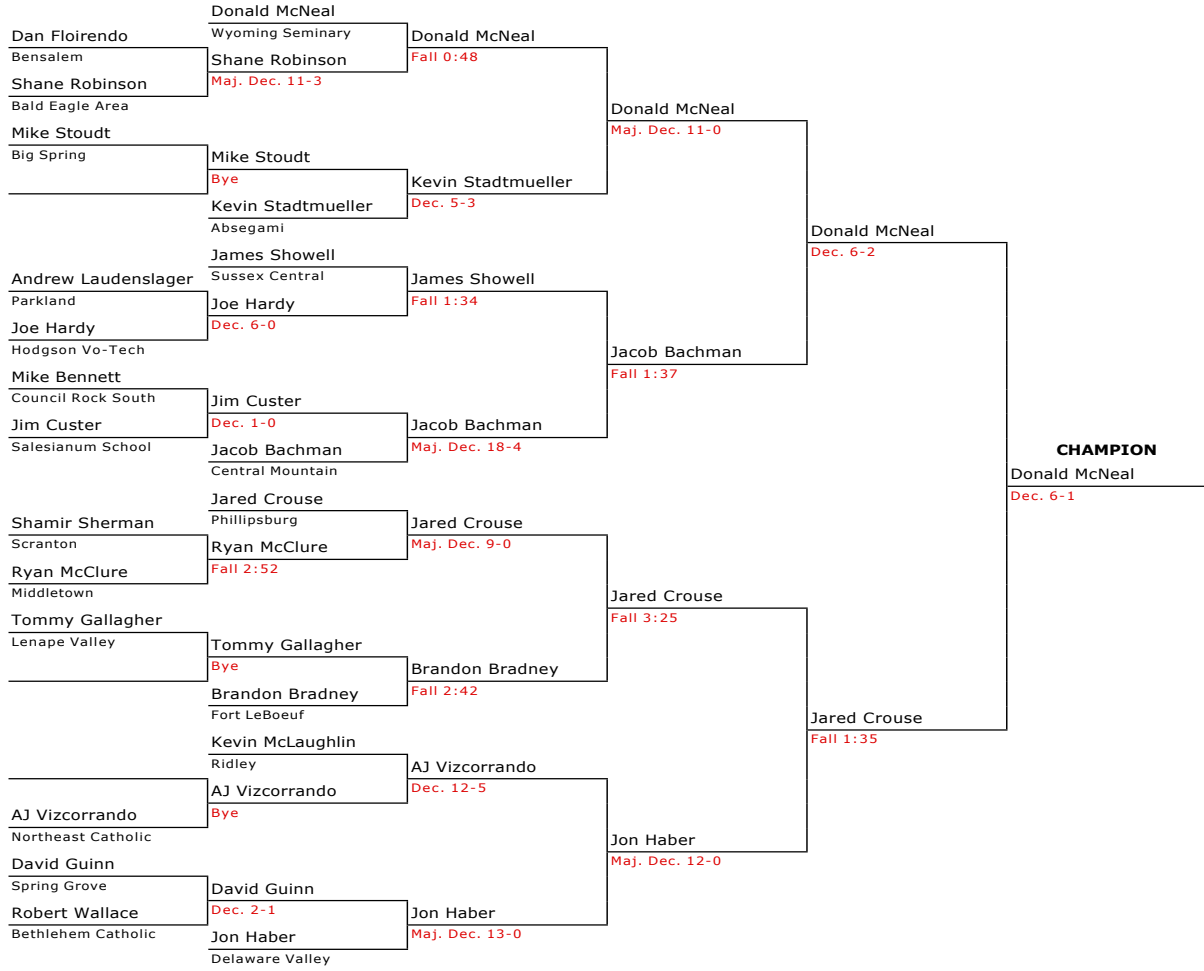 Donald McNeal
Wyoming Seminary
Dan Floirendo
Bensalem
Shane Robinson
Maj. Dec. 11-3
Shane Robinson
Bald Eagle Area
Donald McNeal
Fall 0:48
Mike Stoudt
Big Spring
Mike Stoudt
Bye
Kevin Stadtmueller
Absegami
Kevin Stadtmueller
Dec. 5-3
Donald McNeal
Maj. Dec. 11-0
James Showell
Sussex Central
Andrew Laudenslager
Parkland
Joe Hardy
Dec. 6-0
Joe Hardy
Hodgson Vo-Tech
James Showell
Fall 1:34
Mike Bennett
Council Rock South
Jim Custer
Dec. 1-0
Jim Custer
Salesianum School
Jacob Bachman
Central Mountain
Jacob Bachman
Maj. Dec. 18-4
Jacob Bachman
Fall 1:37
Donald McNeal
Dec. 6-2
Jared Crouse
Phillipsburg
Shamir Sherman
Scranton
Ryan McClure
Fall 2:52
Ryan McClure
Middletown
Jared Crouse
Maj. Dec. 9-0
Tommy Gallagher
Lenape Valley
Tommy Gallagher
Bye
Brandon Bradney
Fort LeBoeuf
Brandon Bradney
Fall 2:42
Jared Crouse
Fall 3:25
Kevin McLaughlin
Ridley
AJ Vizcorrando
Bye
AJ Vizcorrando
Northeast Catholic
AJ Vizcorrando
Dec. 12-5
David Guinn
Spring Grove
David Guinn
Dec. 2-1
Robert Wallace
Bethlehem Catholic
Jon Haber
Delaware Valley
Jon Haber
Maj. Dec. 13-0
Jon Haber
Maj. Dec. 12-0
Jared Crouse
Fall 1:35
CHAMPION
Donald McNeal
Dec. 6-1